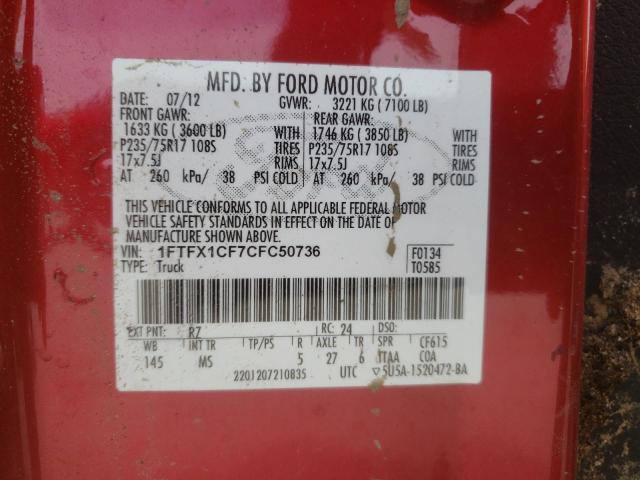 MFD. BY FORD MOTOR CO.
DATE: 07/12 GVWR: 3221 KG ( 7100 LB)
FRONT GAWR: REAR GAWR:
1633 KG ( 3600 LB) WITH 1746 KG ( 3850 LB) WITH
P235/75R17 108S TIRES P235/75R17 108S TIRES
17x7.5J RIMS 17x7.5J RIMS
AT 260 kPa/ 38 PSI COLD AT 260 kPa/ 38 PSI COLD
THIS VEHICLE CONFORMS TO ALL APPLICABLE FEDERAL MOTOR
VEHICLE SAFETY STANDARDS IN EFFECT ON THE DATE OF
MANUFACTURE SHOWN ABOVE.
VIN: 1FTFX1CF7CFC50736 F0134
TYPE: Truck T0585
EXT PNT: R7 RC: 24 DSO:
WB INT TR TP/PS R AXLE TR SPR CF615
145 MS 5 27 6 TTAA COA
2201207210835 UTC ▽5U5A-1520472-BA